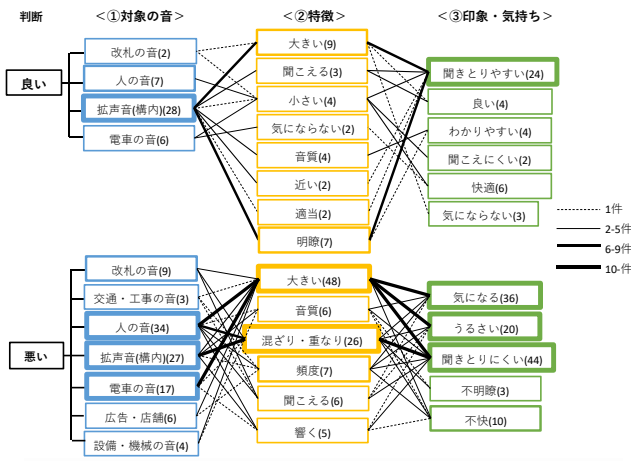 判断
＜①対象の音＞
＜②特徴＞
＜③印象・気持ち＞
良い
改札の音(2)
人の音(7)
拡声音(構内)(28)
電車の音(6)
大きい(9)
聞こえる(3)
小さい(4)
気にならない(2)
音質(4)
近い(2)
適当(2)
明瞭(7)
聞きとりやすい(24)
良い(4)
わかりやすい(4)
聞こえにくい(2)
快適(6)
気にならない(3)
1件
2-5件
6-9件
10-件
悪い
改札の音(9)
交通・工事の音(3)
人の音(34)
拡声音(構内)(27)
電車の音(17)
広告・店舗(6)
設備・機械の音(4)
大きい(48)
音質(6)
混ざり・重なり(26)
頻度(7)
聞こえる(6)
響く(5)
気になる(36)
うるさい(20)
聞きとりにくい(44)
不明瞭(3)
不快(10)